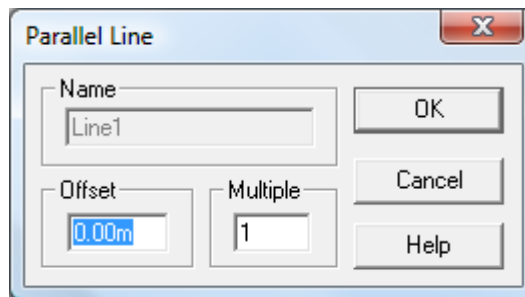 Parallel Line
Name
Line1
OK
Offset
0.00m
Multiple
1
Cancel
Help